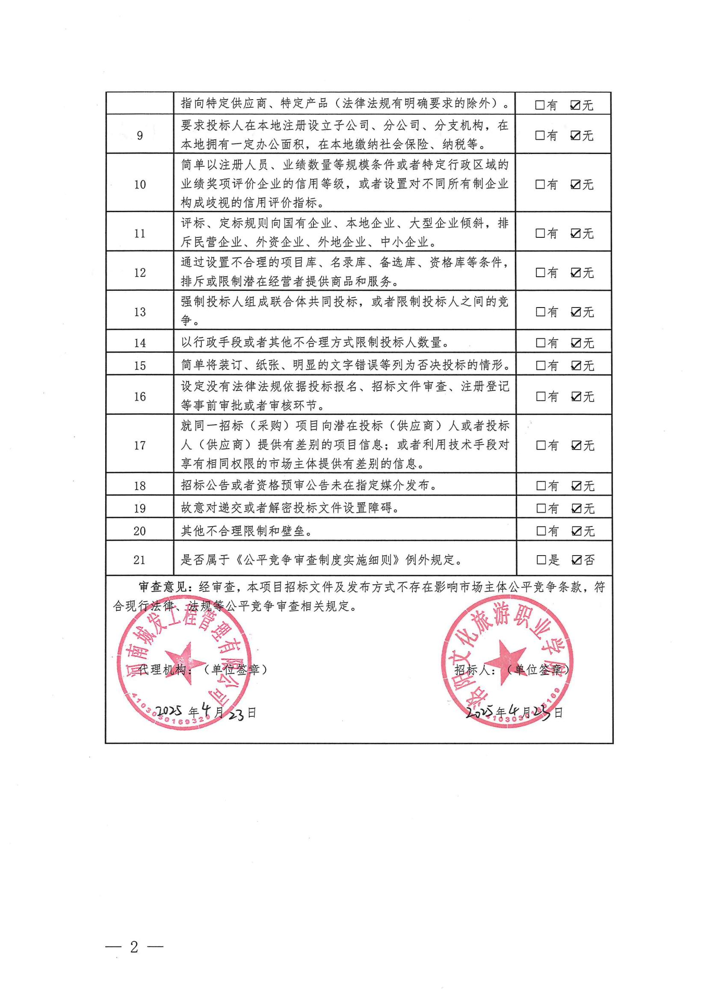 指向特定供应商、特定产品（法律法规有明确要求的除外）。 □有 ☑无
9 要求投标人在本地注册设立子公司、分公司、分支机构，在
本地拥有一定办公面积，在本地缴纳社会保险、纳税等。 □有 ☑无
10 简单以注册人员、业绩数量等规模条件或者特定行政区域的
业绩奖项评价企业的信用等级，或者设置对不同所有制企业 □有 ☑无
构成歧视的信用评价指标。
11 评标、定标规则向国有企业、本地企业、大型企业倾斜，排
斥民营企业、外资企业、外地企业、中小企业。 □有 ☑无
12 通过设置不合理的项目库、名录库、备选库、资格库等条件，
排斥或限制潜在经营者提供商品和服务。 □有 ☑无
13 强制投标人组成联合体共同投标，或者限制投标人之间的竞
争。 □有 ☑无
14 以行政手段或者其他不合理方式限制投标人数量。 □有 ☑无
15 简单将装订、纸张、明显的文字错误等列为否决投标的情形。 □有 ☑无
16 设定没有法律法规依据投标报名、招标文件审查、注册登记
等事前审批或者审核环节。 □有 ☑无
17 就同一招标（采购）项目向潜在投标（供应商）人或者投标
人（供应商）提供有差别的项目信息；或者利用技术手段对 □有 ☑无
享有相同权限的市场主体提供有差别的信息。
18 招标公告或者资格预审公告未在指定媒介发布。 □有 ☑无
19 故意对递交或者解密投标文件设置障碍。 □有 ☑无
20 其他不合理限制和壁垒。 □有 ☑无
21 是否属于《公平竞争审查制度实施细则》例外规定。 □是 ☑否
审查意见：经审查，本项目招标文件及发布方式不存在影响市场主体公平竞争条款，符
合现行法律、法规等公平竞争审查相关规定。
河南城发工程管理有限公司
洛阳文化旅游职业学院
代理机构：（单位签章） 招标人：（单位签章）
2025年4月23日 2025年4月23日
4103050169329
— 2 —